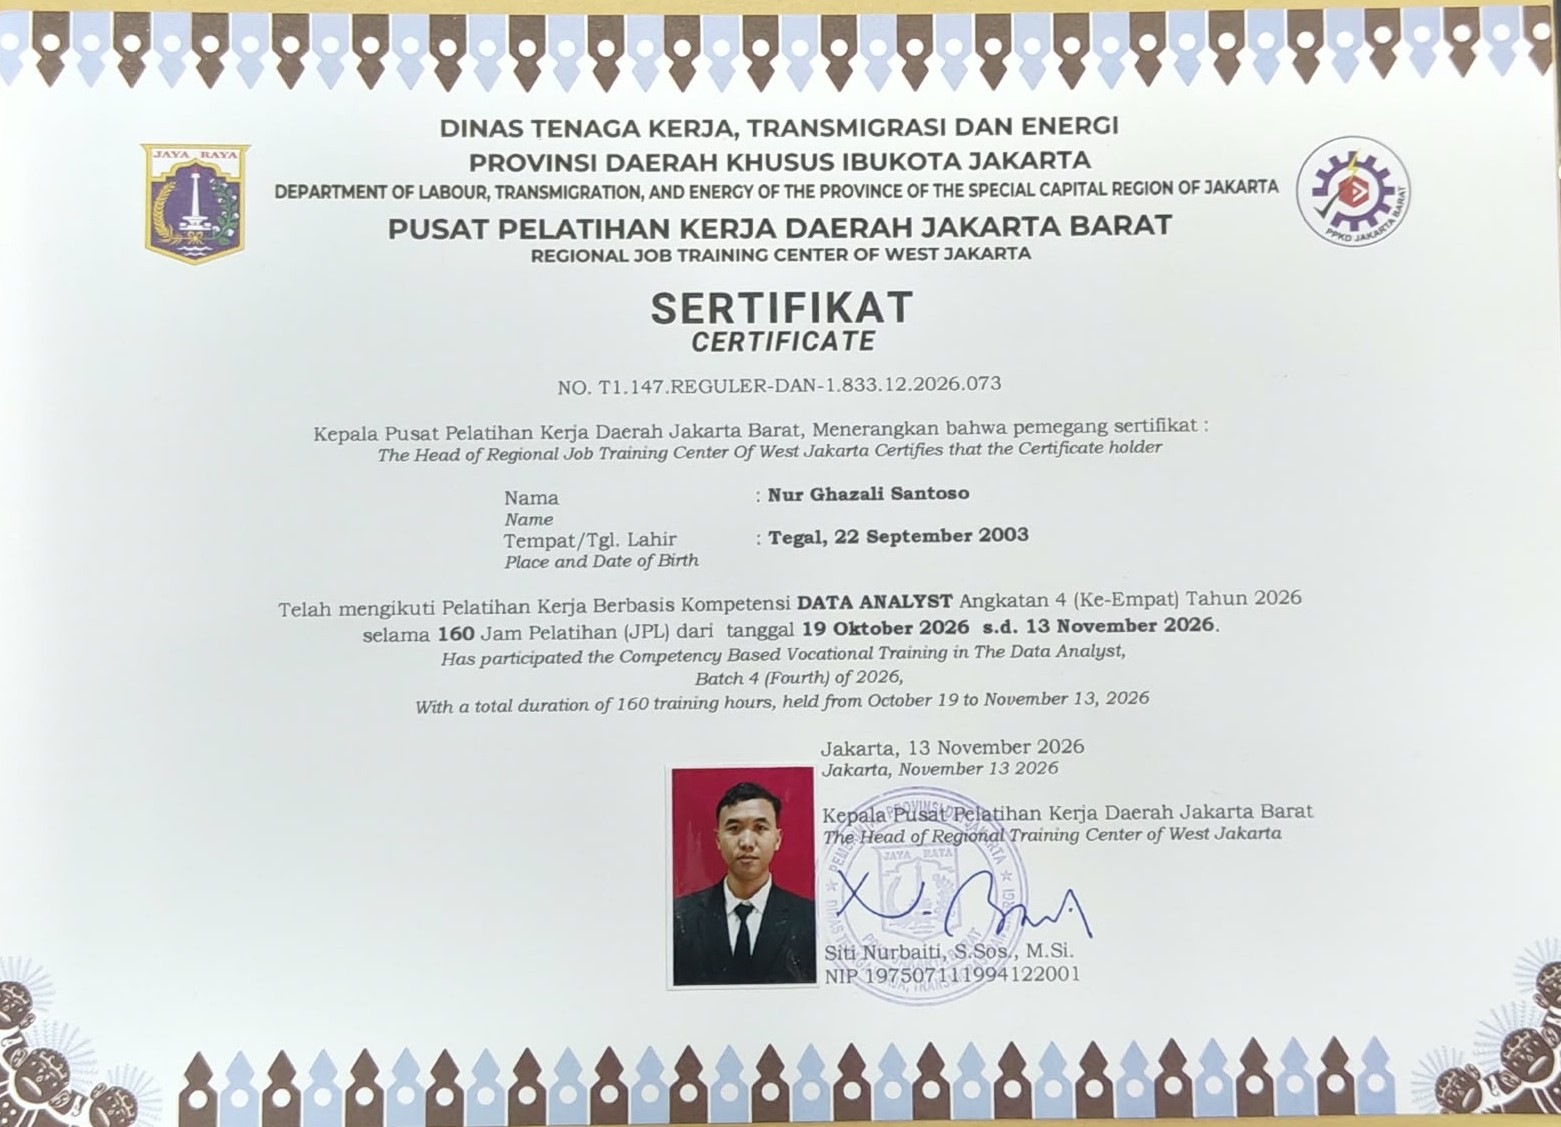 DINAS TENAGA KERJA, TRANSMIGRASI DAN ENERGI
PROVINSI DAERAH KHUSUS IBUKOTA JAKARTA
DEPARTMENT OF LABOUR, TRANSMIGRATION, AND ENERGY OF THE PROVINCE OF THE SPECIAL CAPITAL REGION OF JAKARTA
PUSAT PELATIHAN KERJA DAERAH JAKARTA BARAT
REGIONAL JOB TRAINING CENTER OF WEST JAKARTA
JAYA RAYA
PPKD JAKARTA BARAT
SERTIFIKAT
CERTIFICATE
NO. T1.147.REGULER-DAN-1.833.12.2026.073
Kepala Pusat Pelatihan Kerja Daerah Jakarta Barat, Menerangkan bahwa pemegang sertifikat :
The Head of Regional Job Training Center Of West Jakarta Certifies that the Certificate holder
Nama : Nur Ghazali Santoso
Name
Tempat/Tgl. Lahir : Tegal, 22 September 2003
Place and Date of Birth
Telah mengikuti Pelatihan Kerja Berbasis Kompetensi DATA ANALYST Angkatan 4 (Ke-Empat) Tahun 2026
selama 160 Jam Pelatihan (JPL) dari tanggal 19 Oktober 2026 s.d. 13 November 2026.
Has participated the Competency Based Vocational Training in The Data Analyst,
Batch 4 (Fourth) of 2026,
With a total duration of 160 training hours, held from October 19 to November 13, 2026
Jakarta, 13 November 2026
Jakarta, November 13 2026
Kepala Pusat Pelatihan Kerja Daerah Jakarta Barat
The Head of Regional Training Center of West Jakarta
JAYA RAYA
Siti Nurbaiti, S.Sos., M.Si.
NIP 197507111994122001